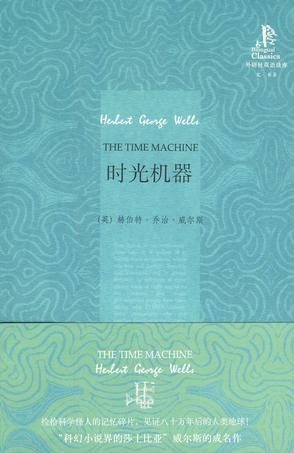 Bilingual
Classics
外研社双语读库
Herbert George Wells
THE TIME MACHINE
时光机器
(英) 赫伯特·乔治·威尔斯
THE TIME MACHINE
Herbert George Wells
捡拾科学怪人的记忆碎片，见证八十万年后的人类地球！
“科幻小说界的莎士比亚”威尔斯的成名作